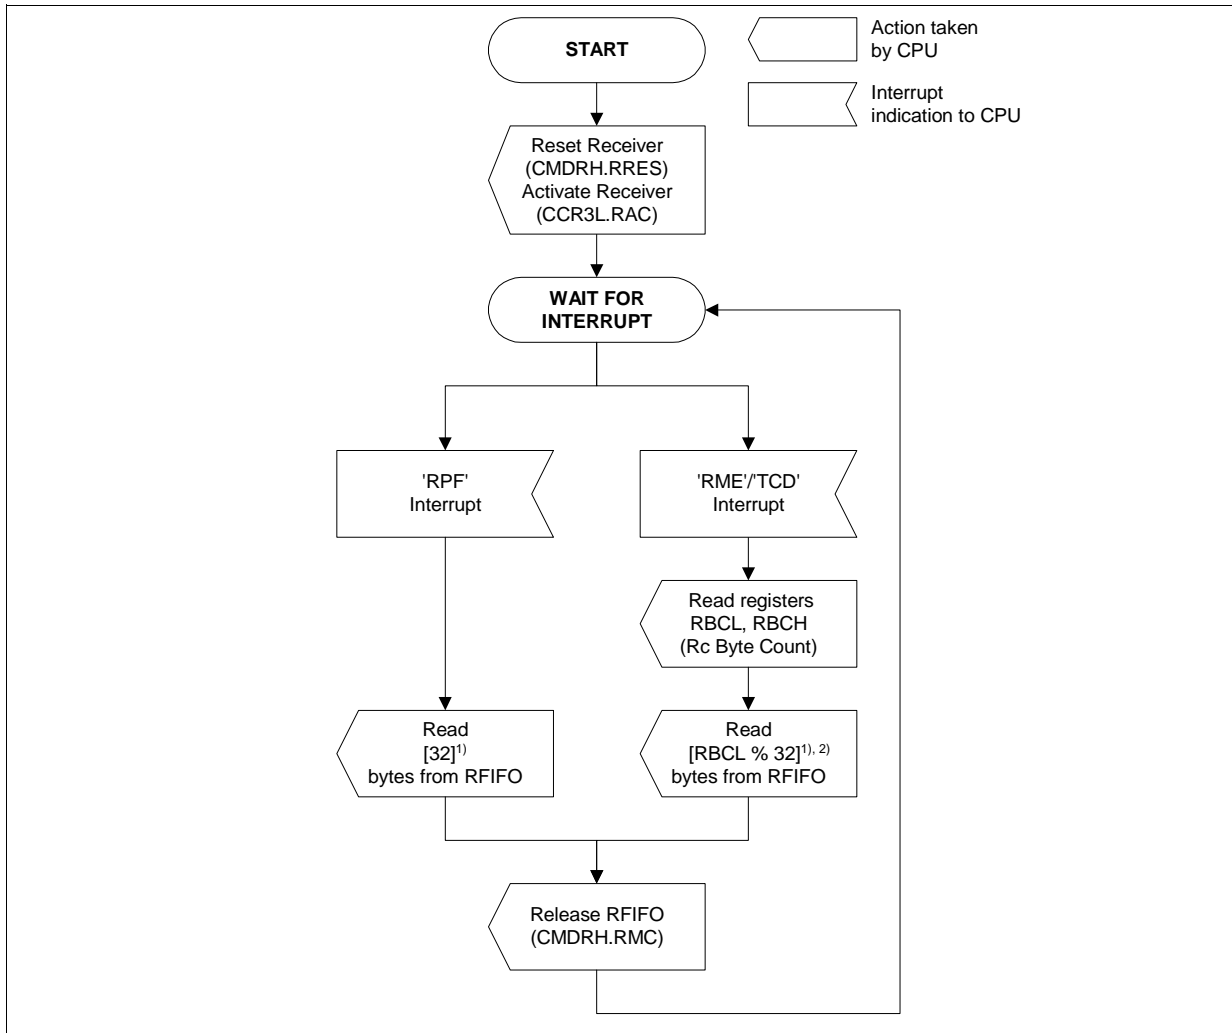 START
Action taken
by CPU
Interrupt
indication to CPU
Reset Receiver
(CMDRH.RRES)
Activate Receiver
(CCR3L.RAC)
WAIT FOR
INTERRUPT
'RPF'
Interrupt
'RME'/'TCD'
Interrupt
Read registers
RBCL, RBCH
(Rc Byte Count)
Read
[32]1)
bytes from RFIFO
Read
[RBCL % 32]1), 2)
bytes from RFIFO
Release RFIFO
(CMDRH.RMC)